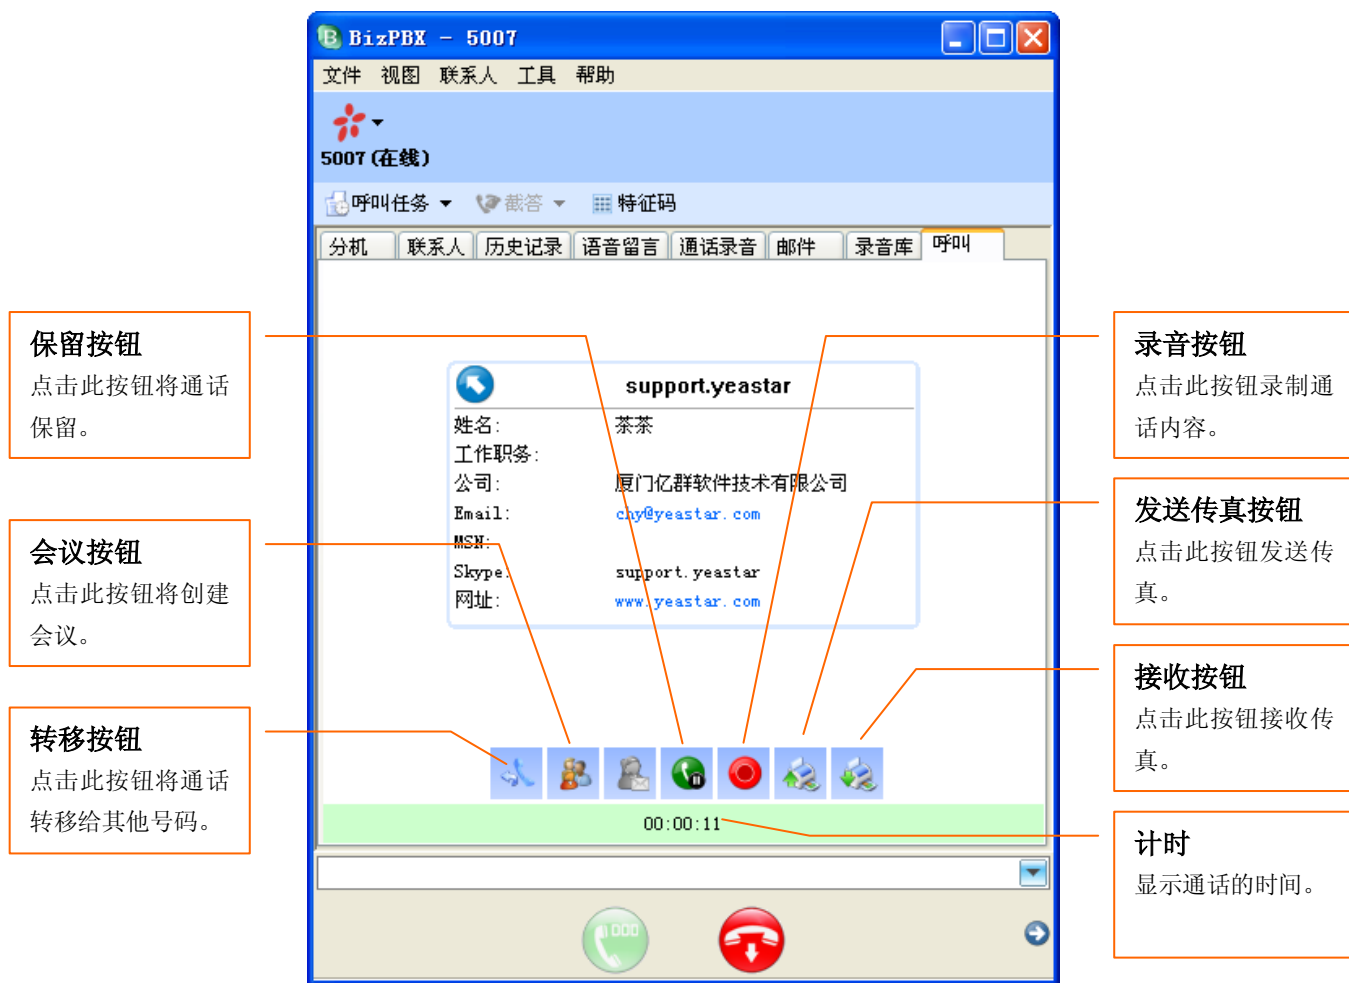 BizPBX - 5007
文件 视图 联系人 工具 帮助
5007 (在线)
呼叫任务 截答 特征码
分机 联系人 历史记录 语音留言 通话录音 邮件 录音库 呼叫
保留按钮
点击此按钮将通话
保留。
会议按钮
点击此按钮将创建
会议。
转移按钮
点击此按钮将通话
转移给其他号码。
support.yeastar
姓名: 茶茶
工作职务:
公司: 厦门亿群软件技术有限公司
Email: chy@yeastar.com
MSN:
Skype: support.yeastar
网址: www.yeastar.com
00:00:11
录音按钮
点击此按钮录制通
话内容。
发送传真按钮
点击此按钮发送传
真。
接收按钮
点击此按钮接收传
真。
计时
显示通话的时间。